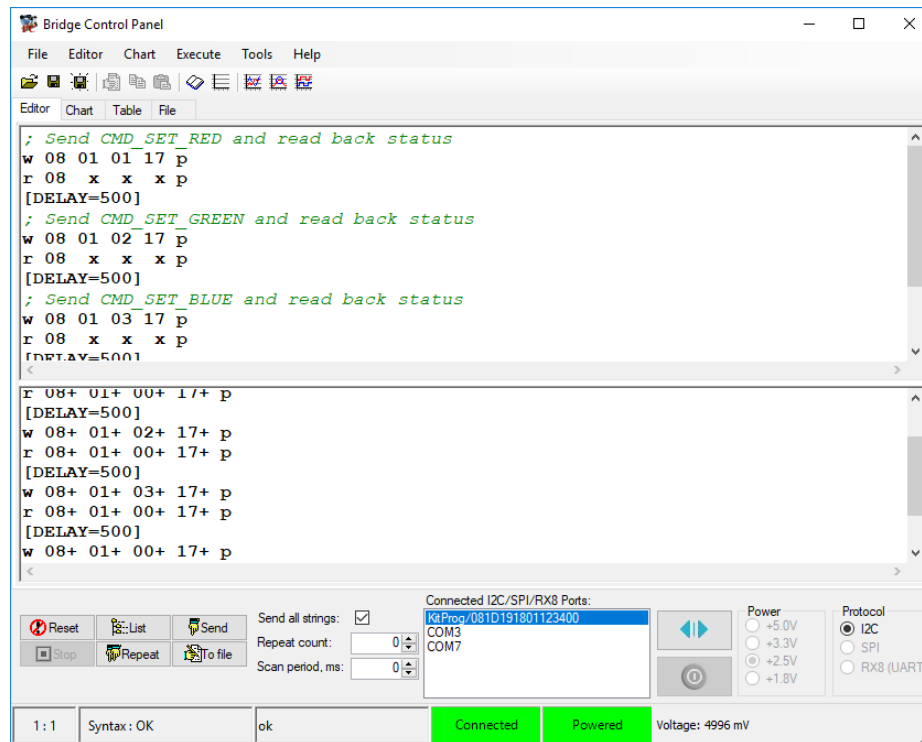 Bridge Control Panel
File Editor Chart Execute Tools Help
Editor Chart Table File
; Send CMD_SET_RED and read back status
w 08 01 01 17 p
r 08 x x x p
[DELAY=500]
; Send CMD_SET_GREEN and read back status
w 08 01 02 17 p
r 08 x x x p
[DELAY=500]
; Send CMD_SET_BLUE and read back status
w 08 01 03 17 p
r 08 x x x p
[DELAY=500]
r 08+ 01+ 00+ 17+ p
[DELAY=500]
w 08+ 01+ 02+ 17+ p
r 08+ 01+ 00+ 17+ p
[DELAY=500]
w 08+ 01+ 03+ 17+ p
r 08+ 01+ 00+ 17+ p
[DELAY=500]
w 08+ 01+ 00+ 17+ p
Reset List Send
Stop Repeat To file
Send all strings:
Repeat count: 0
Scan period, ms: 0
Connected I2C/SPI/RX8 Ports:
KitProg/081D191801123400
COM3
COM7
Power
+5.0V
+3.3V
+2.5V
+1.8V
Protocol
I2C
SPI
RX8 (UART
1 : 1 Syntax : OK ok Connected Powered Voltage: 4996 mV